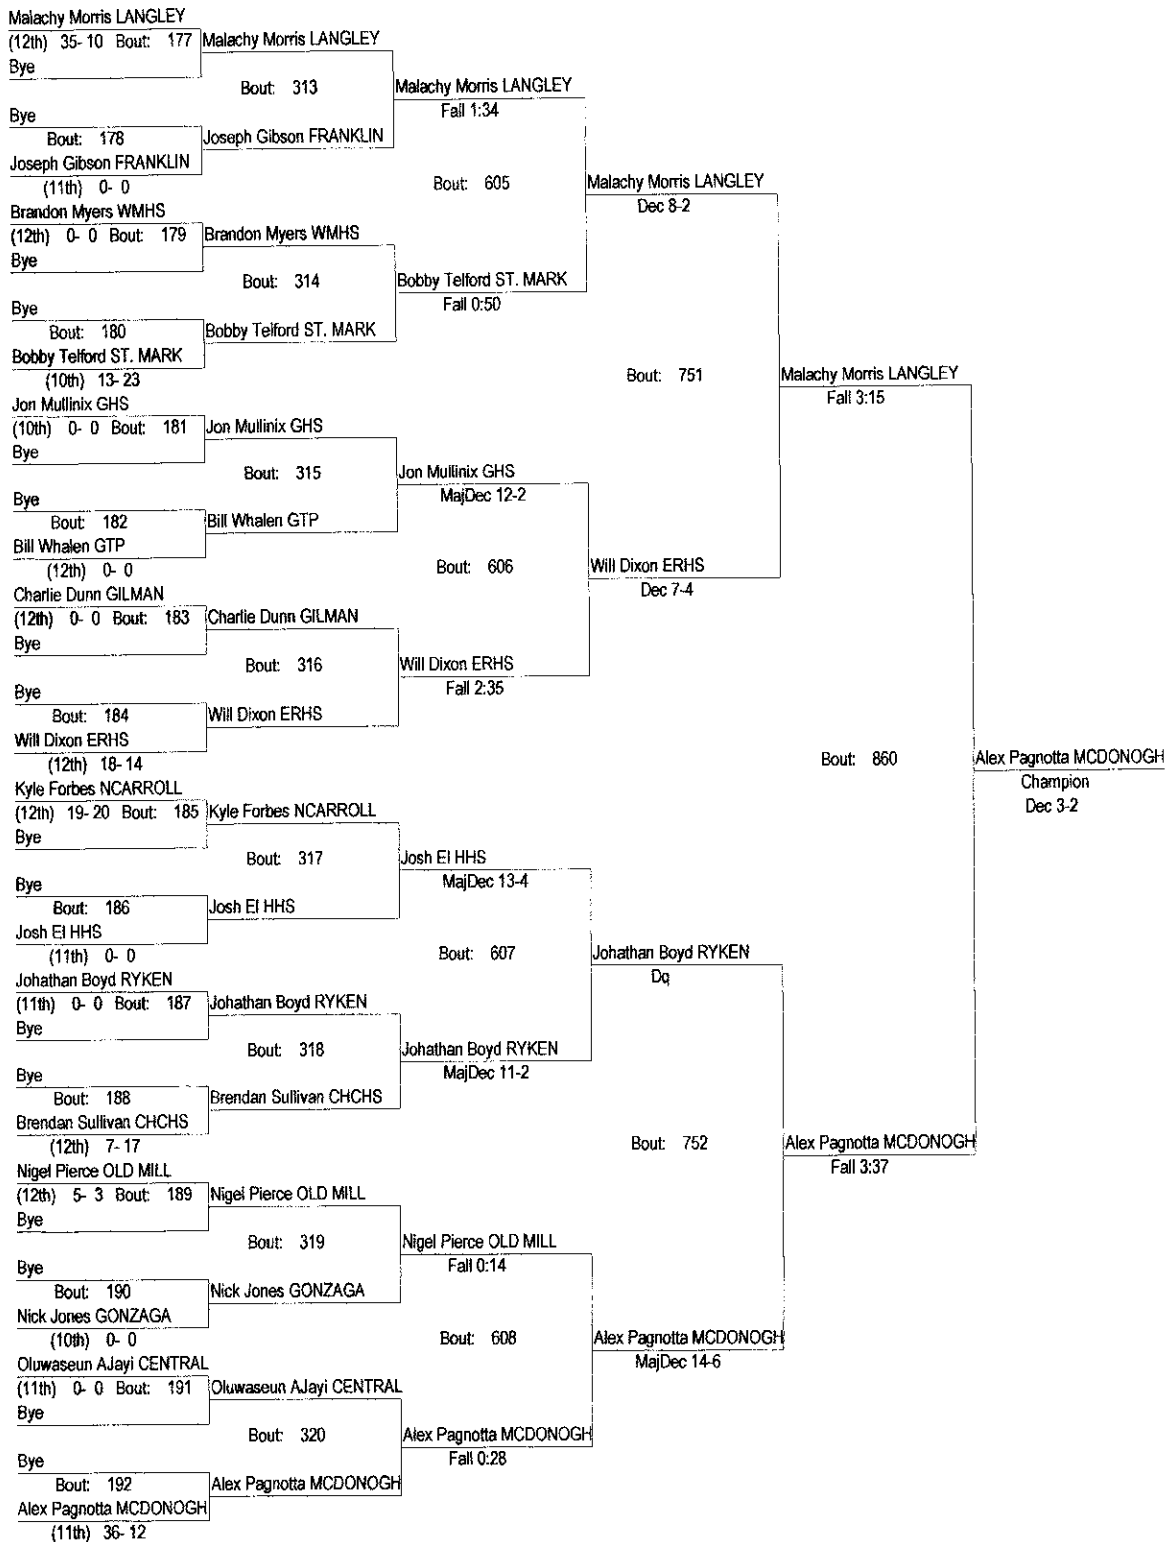 Malachy Morris LANGLEY
(12th) 35- 10 Bout: 177
Bye
Bye
Bout: 178
Joseph Gibson FRANKLIN
(11th) 0- 0
Brandon Myers WMHS
(12th) 0- 0 Bout: 179
Bye
Bye
Bout: 180
Bobby Telford ST. MARK
(10th) 13- 23
Jon Mullinix GHS
(10th) 0- 0 Bout: 181
Bye
Bye
Bout: 182
Bill Whalen GTP
(12th) 0- 0
Charlie Dunn GILMAN
(12th) 0- 0 Bout: 183
Bye
Bye
Bout: 184
Will Dixon ERHS
(12th) 18- 14
Kyle Forbes NCARROLL
(12th) 19- 20 Bout: 185
Bye
Bye
Bout: 186
Josh El HHS
(11th) 0- 0
Johathan Boyd RYKEN
(11th) 0- 0 Bout: 187
Bye
Bye
Bout: 188
Brendan Sullivan CHCHS
(12th) 7- 17
Nigel Pierce OLD MILL
(12th) 5- 3 Bout: 189
Bye
Bye
Bout: 190
Nick Jones GONZAGA
(10th) 0- 0
Oluwaseun AJayi CENTRAL
(11th) 0- 0 Bout: 191
Bye
Bye
Bout: 192
Alex Pagnotta MCDONOGH
(11th) 36- 12
Malachy Morris LANGLEY
Bout: 313
Joseph Gibson FRANKLIN
Brandon Myers WMHS
Bout: 314
Bobby Telford ST. MARK
Jon Mullinix GHS
Bout: 315
Bill Whalen GTP
Charlie Dunn GILMAN
Bout: 316
Will Dixon ERHS
Kyle Forbes NCARROLL
Bout: 317
Josh El HHS
Johathan Boyd RYKEN
Bout: 318
Brendan Sullivan CHCHS
Nigel Pierce OLD MILL
Bout: 319
Nick Jones GONZAGA
Oluwaseun AJayi CENTRAL
Bout: 320
Alex Pagnotta MCDONOGH
Malachy Morris LANGLEY
Fall 1:34
Bout: 605
Bobby Telford ST. MARK
Fall 0:50
Jon Mullinix GHS
MajDec 12-2
Bout: 606
Will Dixon ERHS
Fall 2:35
Josh El HHS
MajDec 13-4
Bout: 607
Johathan Boyd RYKEN
MajDec 11-2
Nigel Pierce OLD MILL
Fall 0:14
Bout: 608
Alex Pagnotta MCDONOGH
Fall 0:28
Malachy Morris LANGLEY
Dec 8-2
Bout: 751
Will Dixon ERHS
Dec 7-4
Johathan Boyd RYKEN
Dq
Bout: 752
Alex Pagnotta MCDONOGH
MajDec 14-6
Malachy Morris LANGLEY
Fall 3:15
Bout: 860
Alex Pagnotta MCDONOGH
Fall 3:37
Alex Pagnotta MCDONOGH
Champion
Dec 3-2